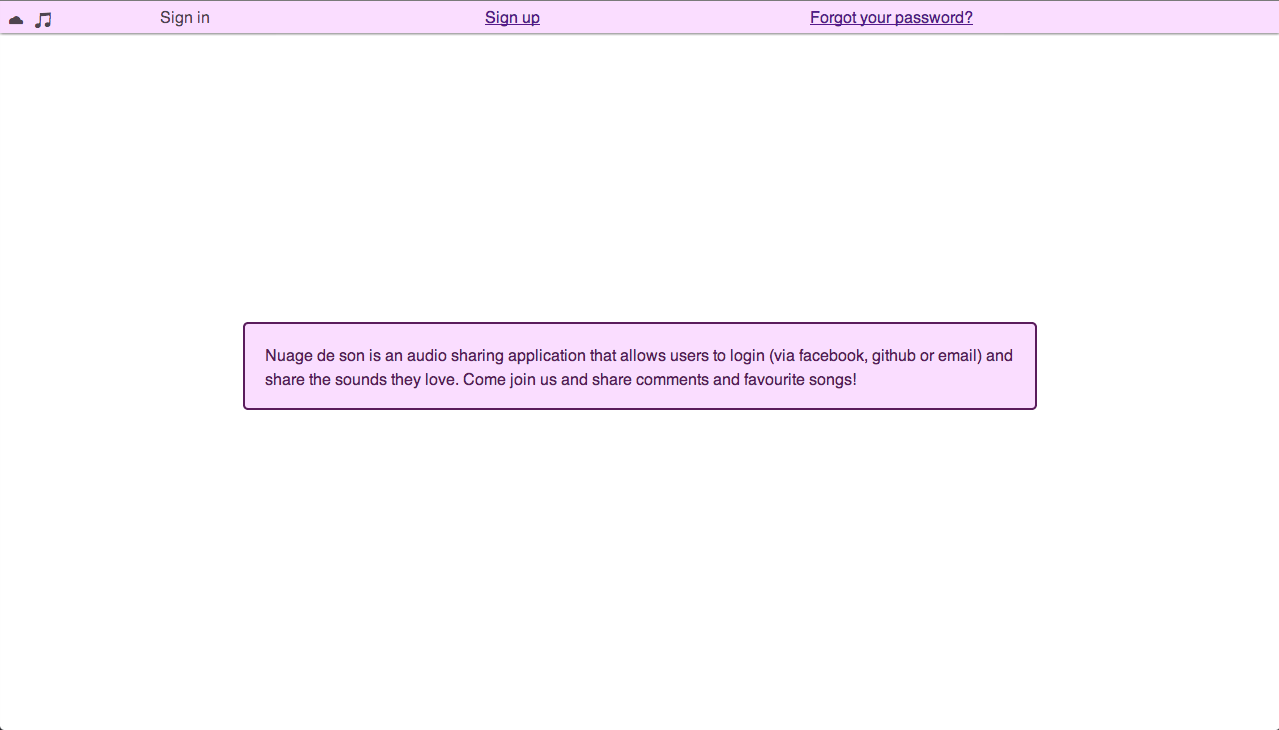 Sign in
Sign up
Forgot your password?
Nuage de son is an audio sharing application that allows users to login (via facebook, github or email) and
share the sounds they love. Come join us and share comments and favourite songs!